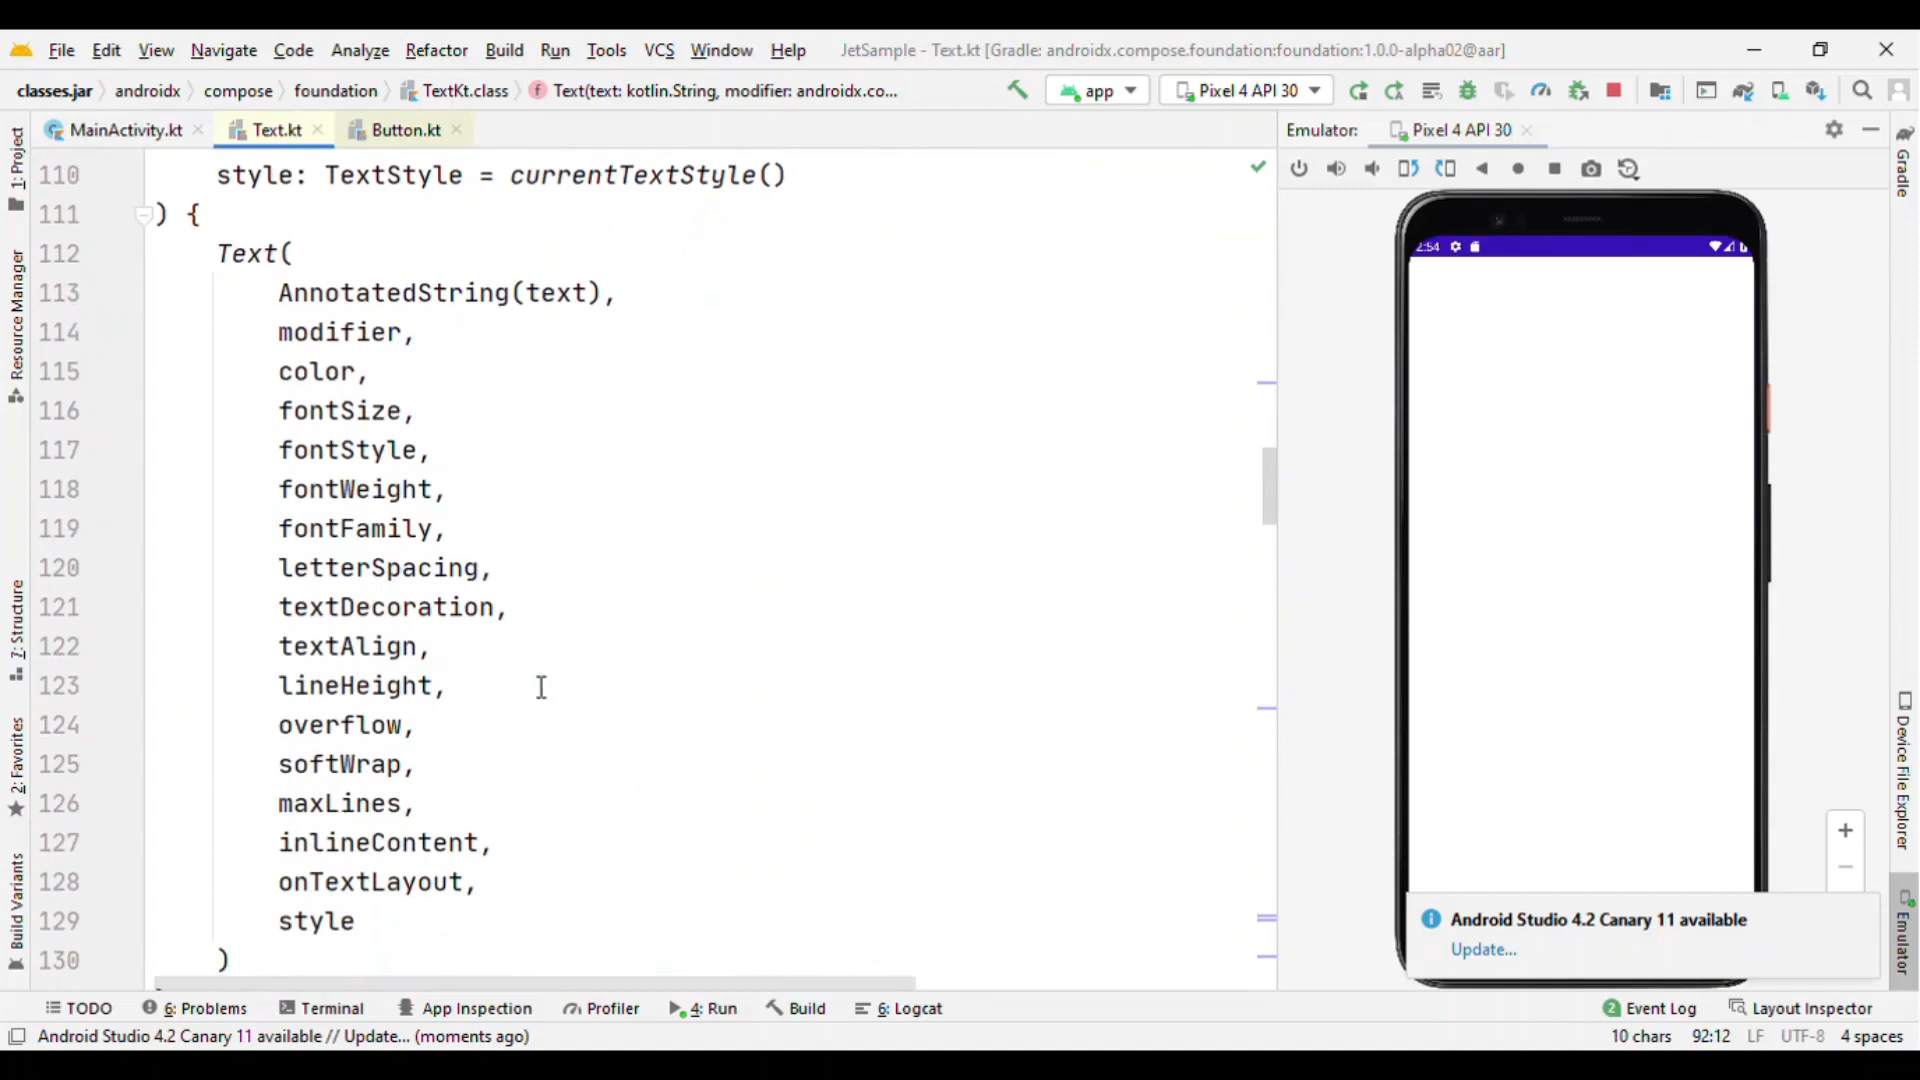 File Edit View Navigate Code Analyze Refactor Build Run Tools VCS Window Help JetSample - Text.kt [Gradle: androidx.compose.foundation:foundation:1.0.0-alpha02@aar]
classes.jar androidx compose foundation TextKt.class Text(text: kotlin.String, modifier: androidx.co... app Pixel 4 API 30
MainActivity.kt Text.kt Button.kt Emulator: Pixel 4 API 30
1: Project
Resource Manager
7: Structure
2: Favorites
Build Variants
110 style: TextStyle = currentTextStyle()
111 ) {
112 Text(
113 AnnotatedString(text),
114 modifier,
115 color,
116 fontSize,
117 fontStyle,
118 fontWeight,
119 fontFamily,
120 letterSpacing,
121 textDecoration,
122 textAlign,
123 lineHeight,
124 overflow,
125 softWrap,
126 maxLines,
127 inlineContent,
128 onTextLayout,
129 style
130 )
2:54
Android Studio 4.2 Canary 11 available
Update...
Gradle
Device File Explorer
Emulator
TODO 6: Problems Terminal App Inspection Profiler 4: Run Build 6: Logcat 2 Event Log Layout Inspector
Android Studio 4.2 Canary 11 available // Update... (moments ago) 10 chars 92:12 LF UTF-8 4 spaces